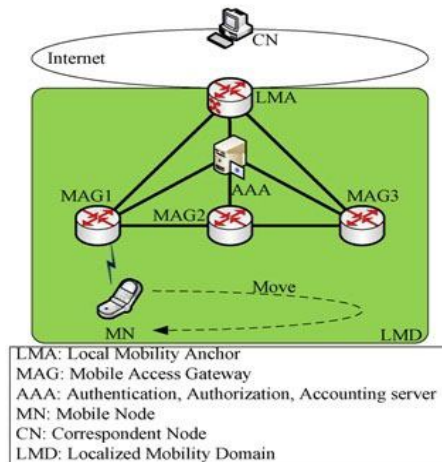 CN
Internet
LMA
MAG1
AAA
MAG3
MAG2
Move
MN
LMD
LMA: Local Mobility Anchor
MAG: Mobile Access Gateway
AAA: Authentication, Authorization, Accounting server
MN: Mobile Node
CN: Correspondent Node
LMD: Localized Mobility Domain